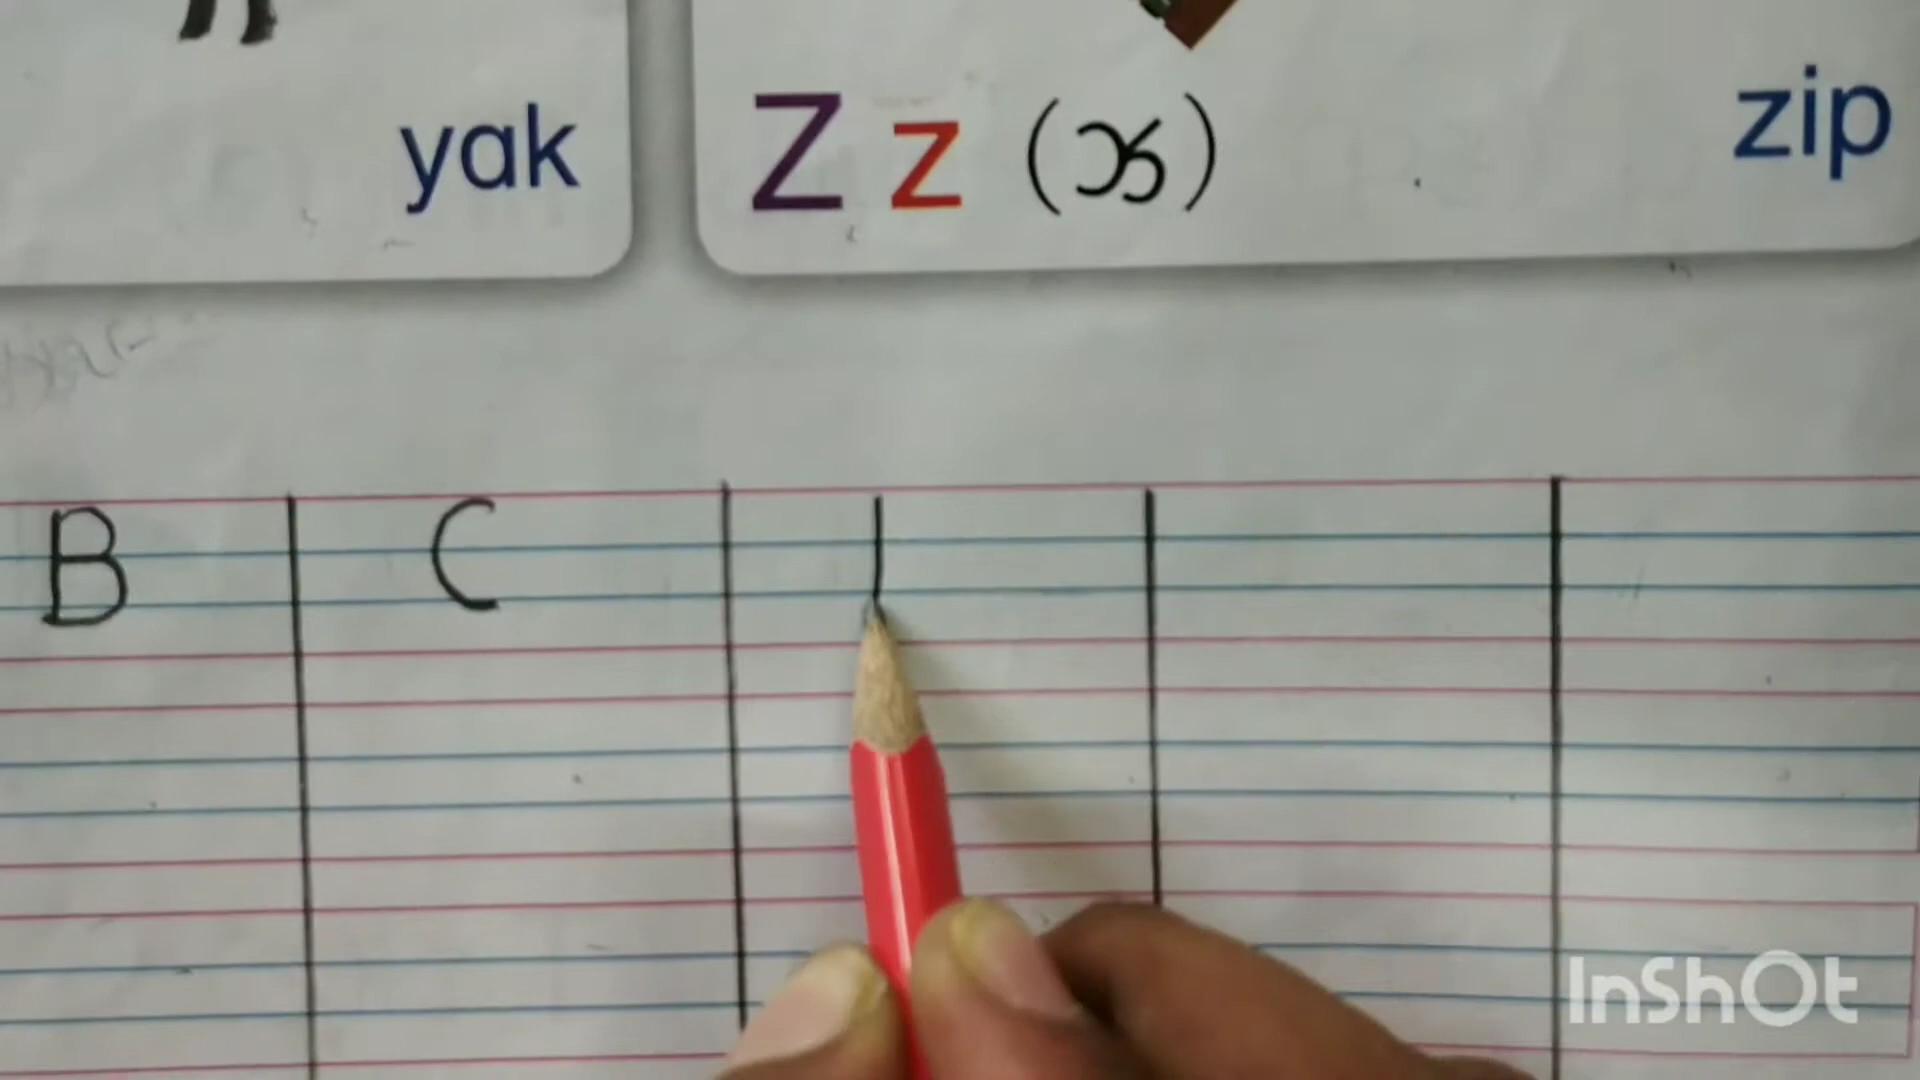 yak
Z z (ઝ) zip
B C
InShOt